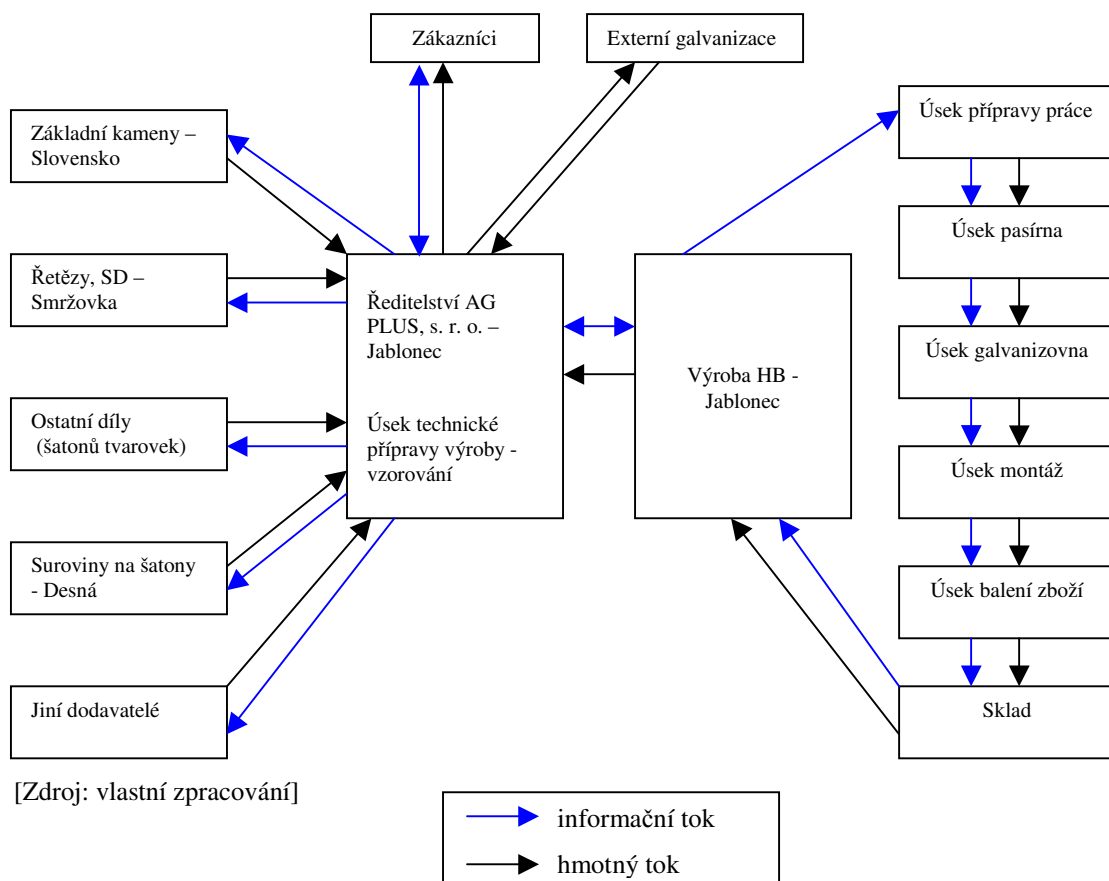 Zákazníci
Externí galvanizace
Základní kameny –
Slovensko
Řetězy, SD –
Smržovka
Ostatní díly
(šatonů tvarovek)
Suroviny na šatony
- Desná
Jiní dodavatelé
Ředitelství AG
PLUS, s. r. o. –
Jablonec
Úsek technické
přípravy výroby -
vzorování
Výroba HB -
Jablonec
Úsek přípravy práce
Úsek pasírna
Úsek galvanizovna
Úsek montáž
Úsek balení zboží
Sklad
[Zdroj: vlastní zpracování]
informační tok
hmotný tok